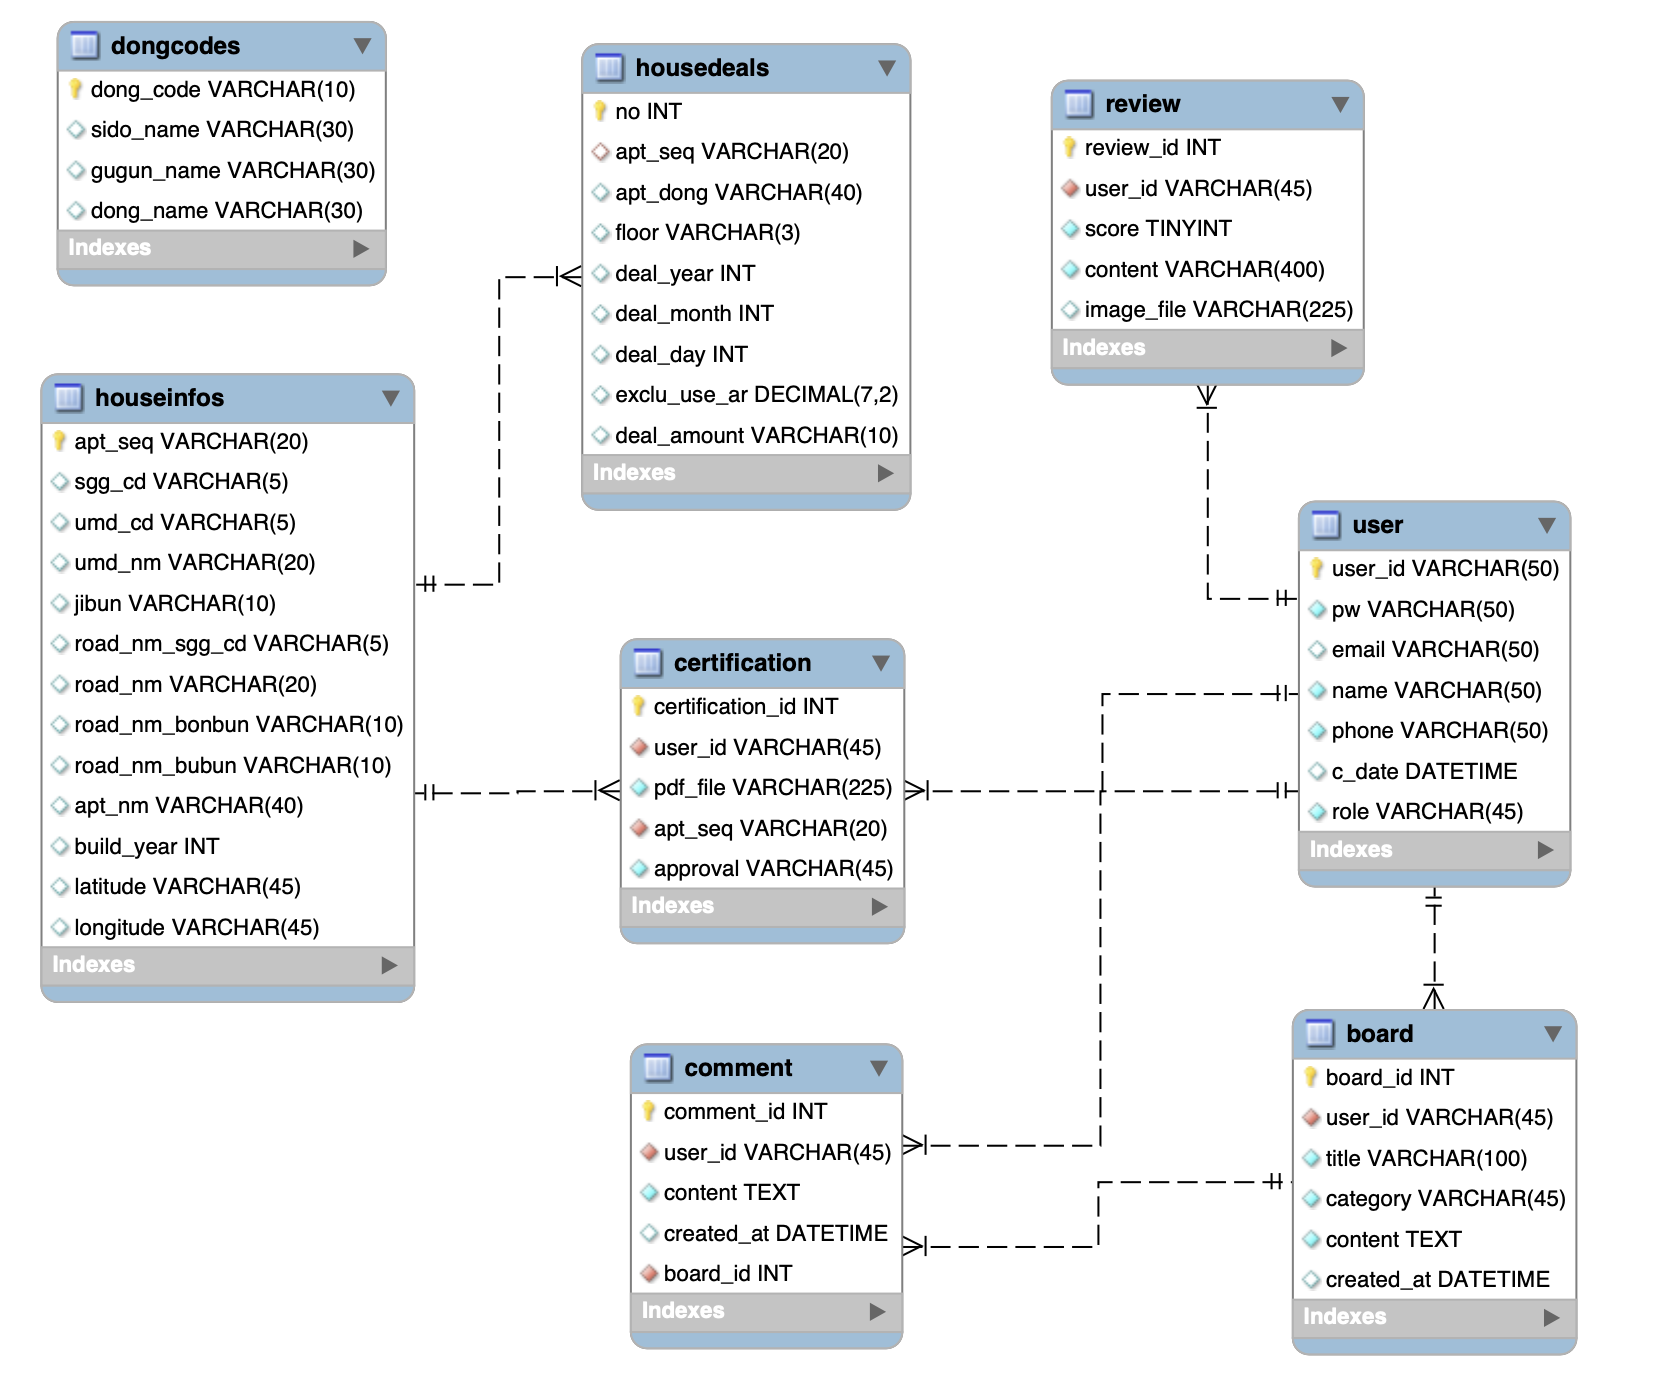 dongcodes
dong_code VARCHAR(10)
sido_name VARCHAR(30)
gugun_name VARCHAR(30)
dong_name VARCHAR(30)
Indexes
housedeals
no INT
apt_seq VARCHAR(20)
apt_dong VARCHAR(40)
floor VARCHAR(3)
deal_year INT
deal_month INT
deal_day INT
exclu_use_ar DECIMAL(7,2)
deal_amount VARCHAR(10)
Indexes
review
review_id INT
user_id VARCHAR(45)
score TINYINT
content VARCHAR(400)
image_file VARCHAR(225)
Indexes
houseinfos
apt_seq VARCHAR(20)
sgg_cd VARCHAR(5)
umd_cd VARCHAR(5)
umd_nm VARCHAR(20)
jibun VARCHAR(10)
road_nm_sgg_cd VARCHAR(5)
road_nm VARCHAR(20)
road_nm_bonbun VARCHAR(10)
road_nm_bubun VARCHAR(10)
apt_nm VARCHAR(40)
build_year INT
latitude VARCHAR(45)
longitude VARCHAR(45)
Indexes
user
user_id VARCHAR(50)
pw VARCHAR(50)
email VARCHAR(50)
name VARCHAR(50)
phone VARCHAR(50)
c_date DATETIME
role VARCHAR(45)
Indexes
certification
certification_id INT
user_id VARCHAR(45)
pdf_file VARCHAR(225)
apt_seq VARCHAR(20)
approval VARCHAR(45)
Indexes
comment
comment_id INT
user_id VARCHAR(45)
content TEXT
created_at DATETIME
board_id INT
Indexes
board
board_id INT
user_id VARCHAR(45)
title VARCHAR(100)
category VARCHAR(45)
content TEXT
created_at DATETIME
Indexes